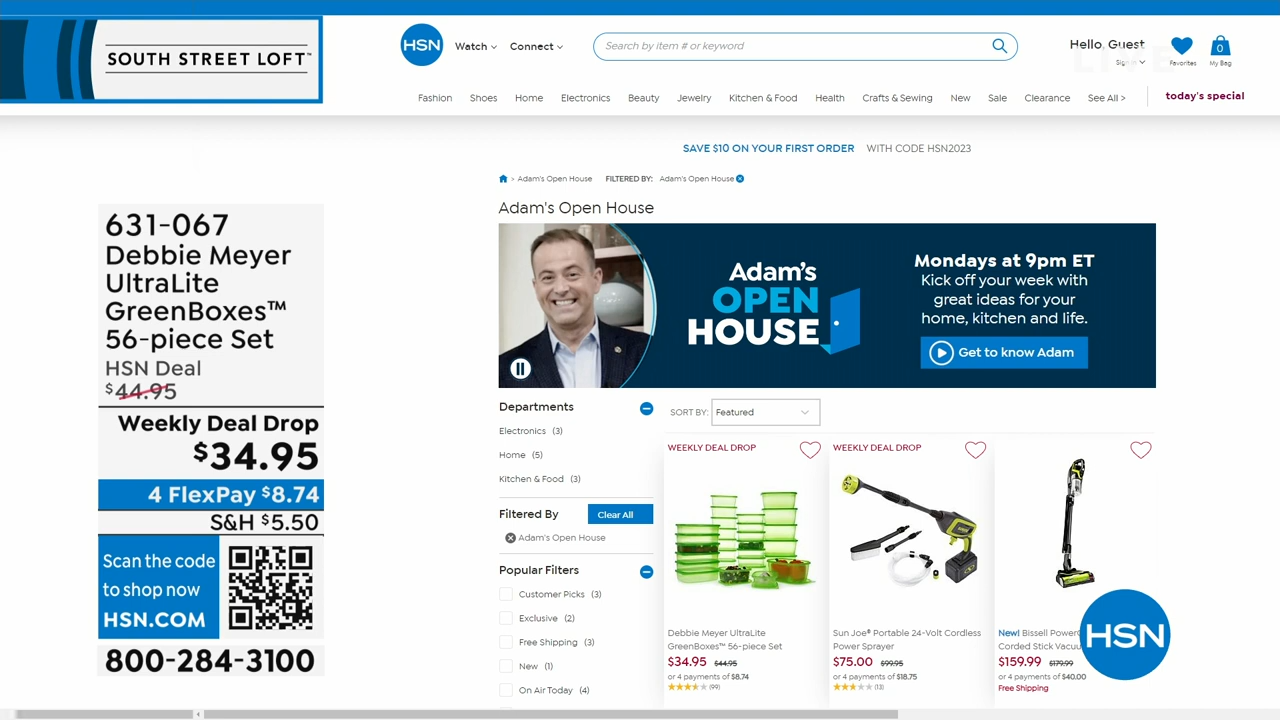 SOUTH STREET LOFT™
HSN
Watch
Connect
Search by item # or keyword
Hello, Guest
Sign in
Favorites
0
My Bag
LIVE
Fashion
Shoes
Home
Electronics
Beauty
Jewelry
Kitchen & Food
Health
Crafts & Sewing
New
Sale
Clearance
See All >
today's special
SAVE $10 ON YOUR FIRST ORDER WITH CODE HSN2023
> Adam's Open House FILTERED BY: Adam's Open House
Adam's Open House
Adam's
OPEN
HOUSE
Mondays at 9pm ET
Kick off your week with
great ideas for your
home, kitchen and life.
Get to know Adam
631-067
Debbie Meyer
UltraLite
GreenBoxes™
56-piece Set
HSN Deal
$44.95
Weekly Deal Drop
$34.95
4 FlexPay $8.74
S&H $5.50
Scan the code
to shop now
HSN.COM
800-284-3100
Departments
Electronics (3)
Home (5)
Kitchen & Food (3)
Filtered By
Clear All
Adam's Open House
Popular Filters
Customer Picks (3)
Exclusive (2)
Free Shipping (3)
New (1)
On Air Today (4)
SORT BY: Featured
WEEKLY DEAL DROP
Debbie Meyer UltraLite
GreenBoxes™ 56-piece Set
$34.95 $44.95
or 4 payments of $8.74
(99)
WEEKLY DEAL DROP
Sun Joe® Portable 24-Volt Cordless
Power Sprayer
$75.00 $99.95
or 4 payments of $18.75
(13)
New! Bissell Power
Corded Stick Vacuu
$159.99 $179.99
or 4 payments of $40.00
Free Shipping
HSN